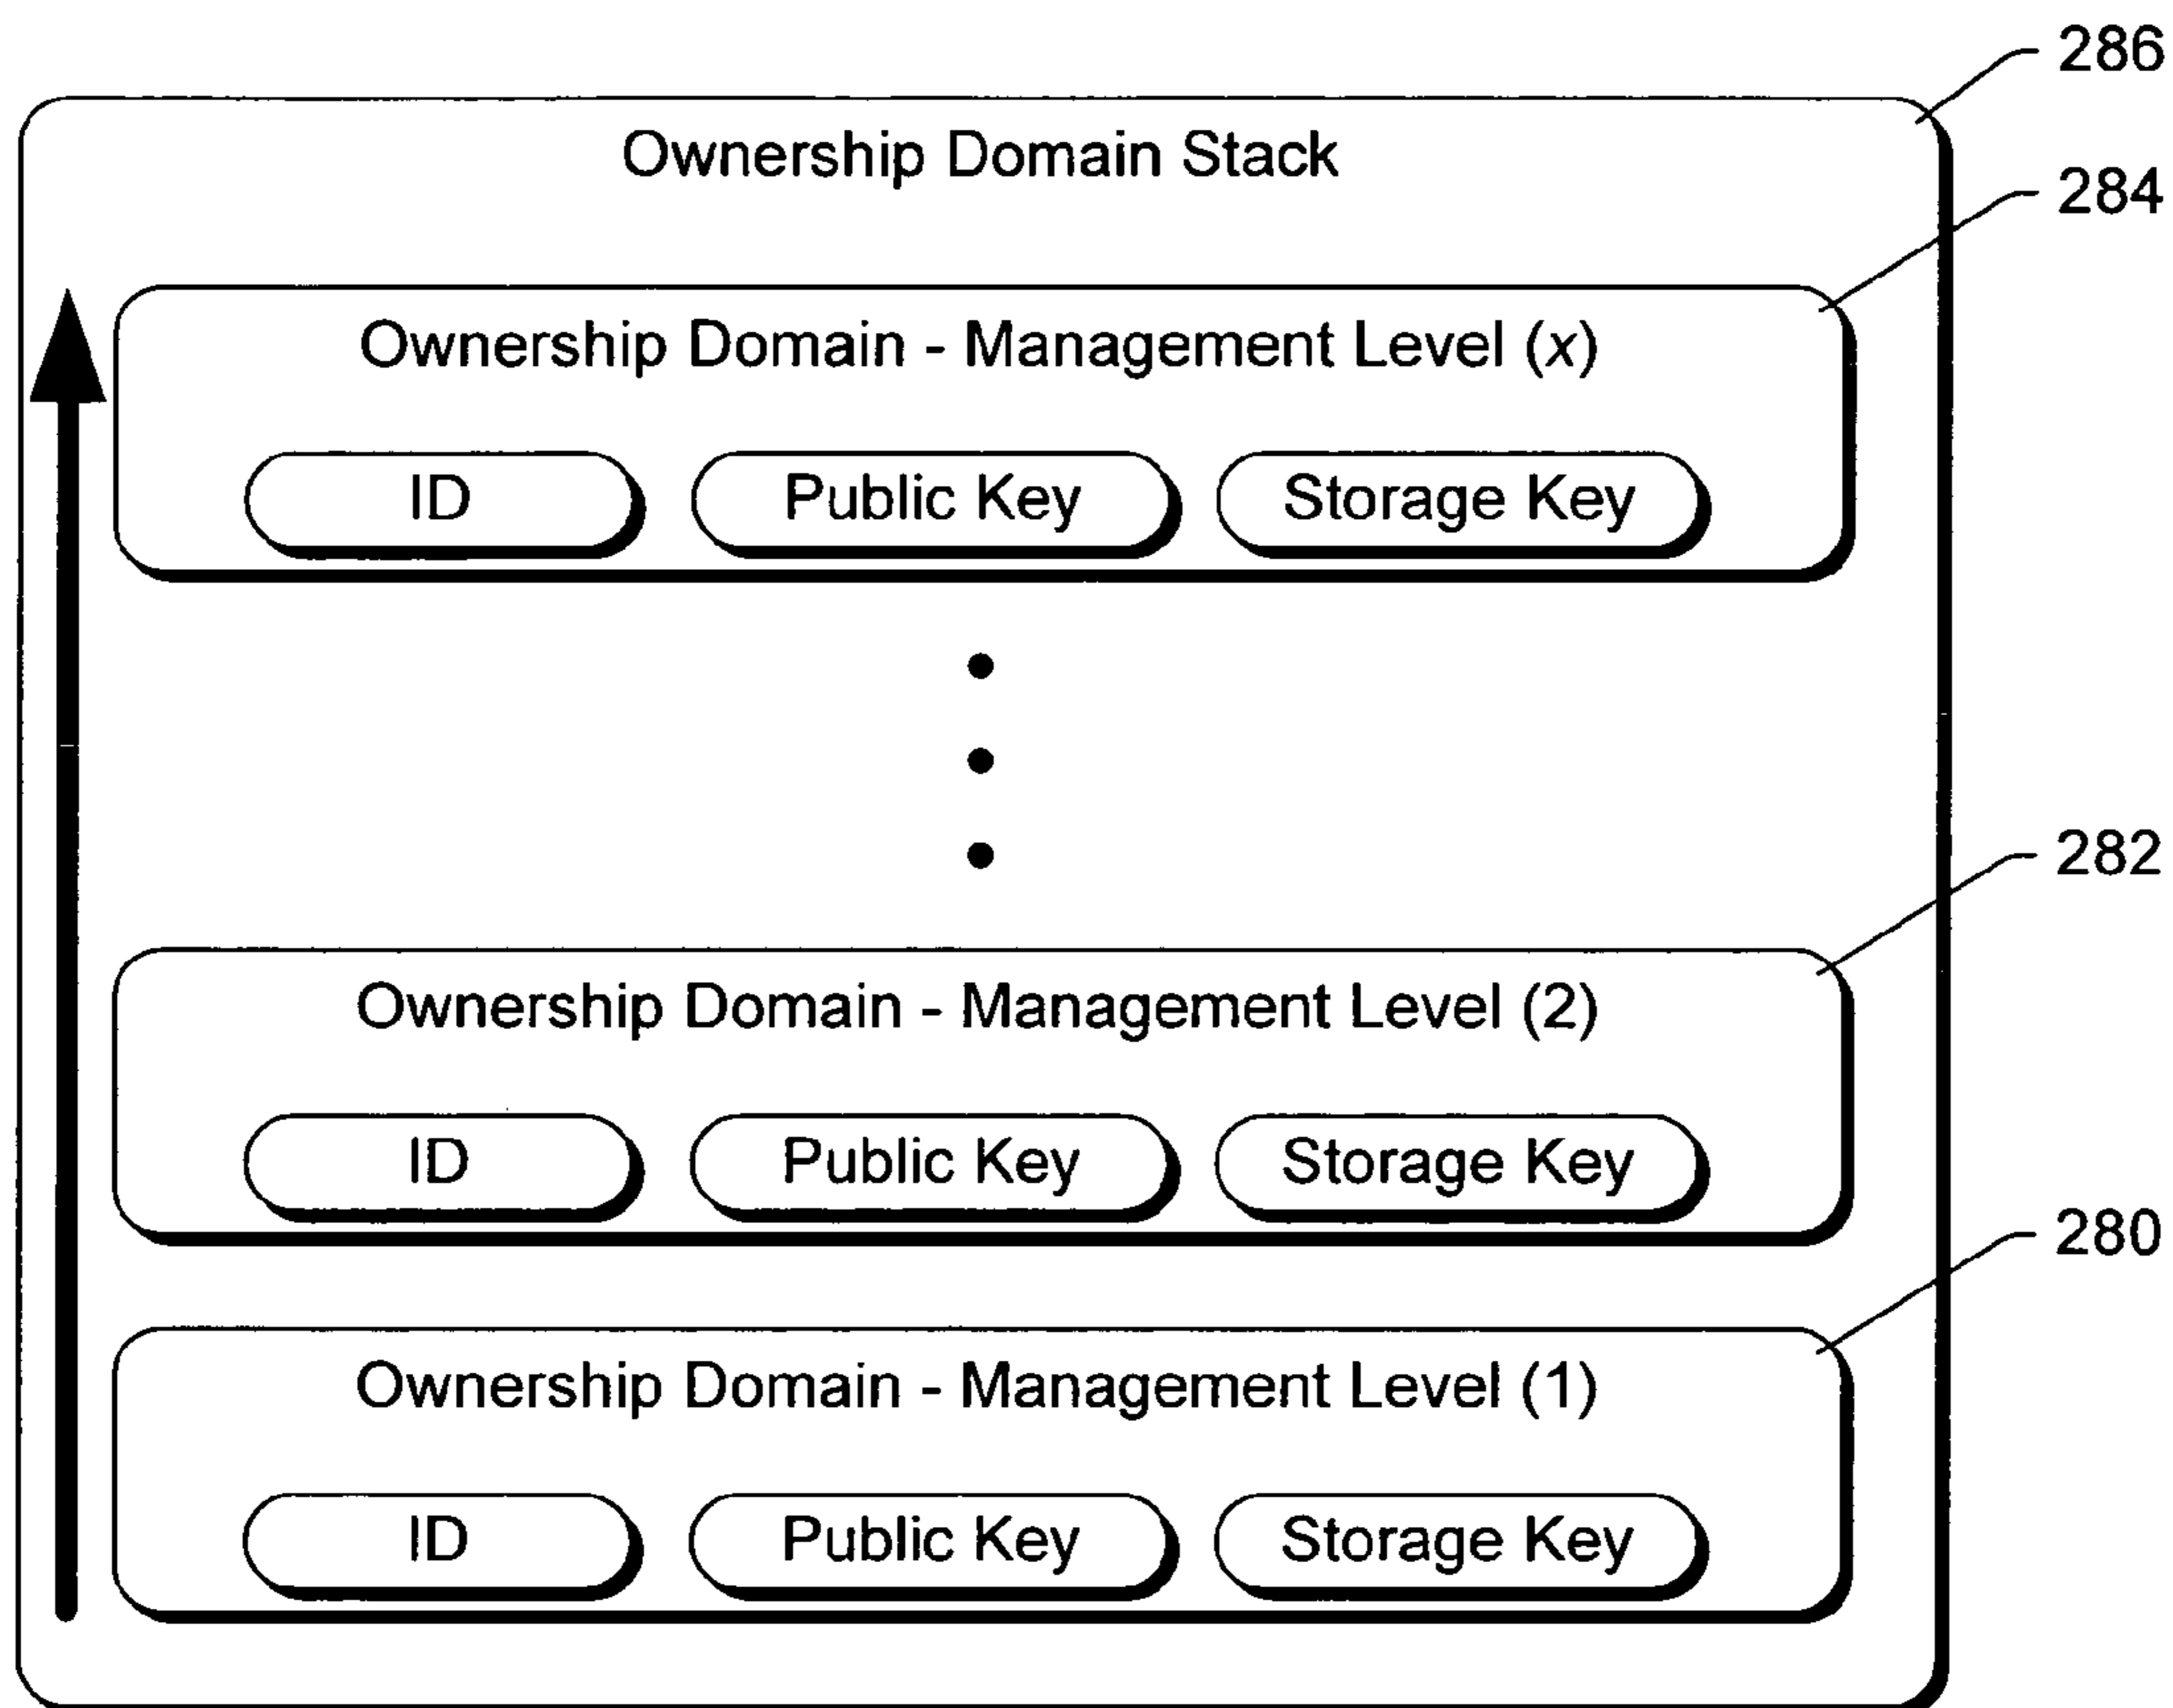 286
Ownership Domain Stack
284
Ownership Domain - Management Level (x)
ID Public Key Storage Key
282
Ownership Domain - Management Level (2)
ID Public Key Storage Key
280
Ownership Domain - Management Level (1)
ID Public Key Storage Key